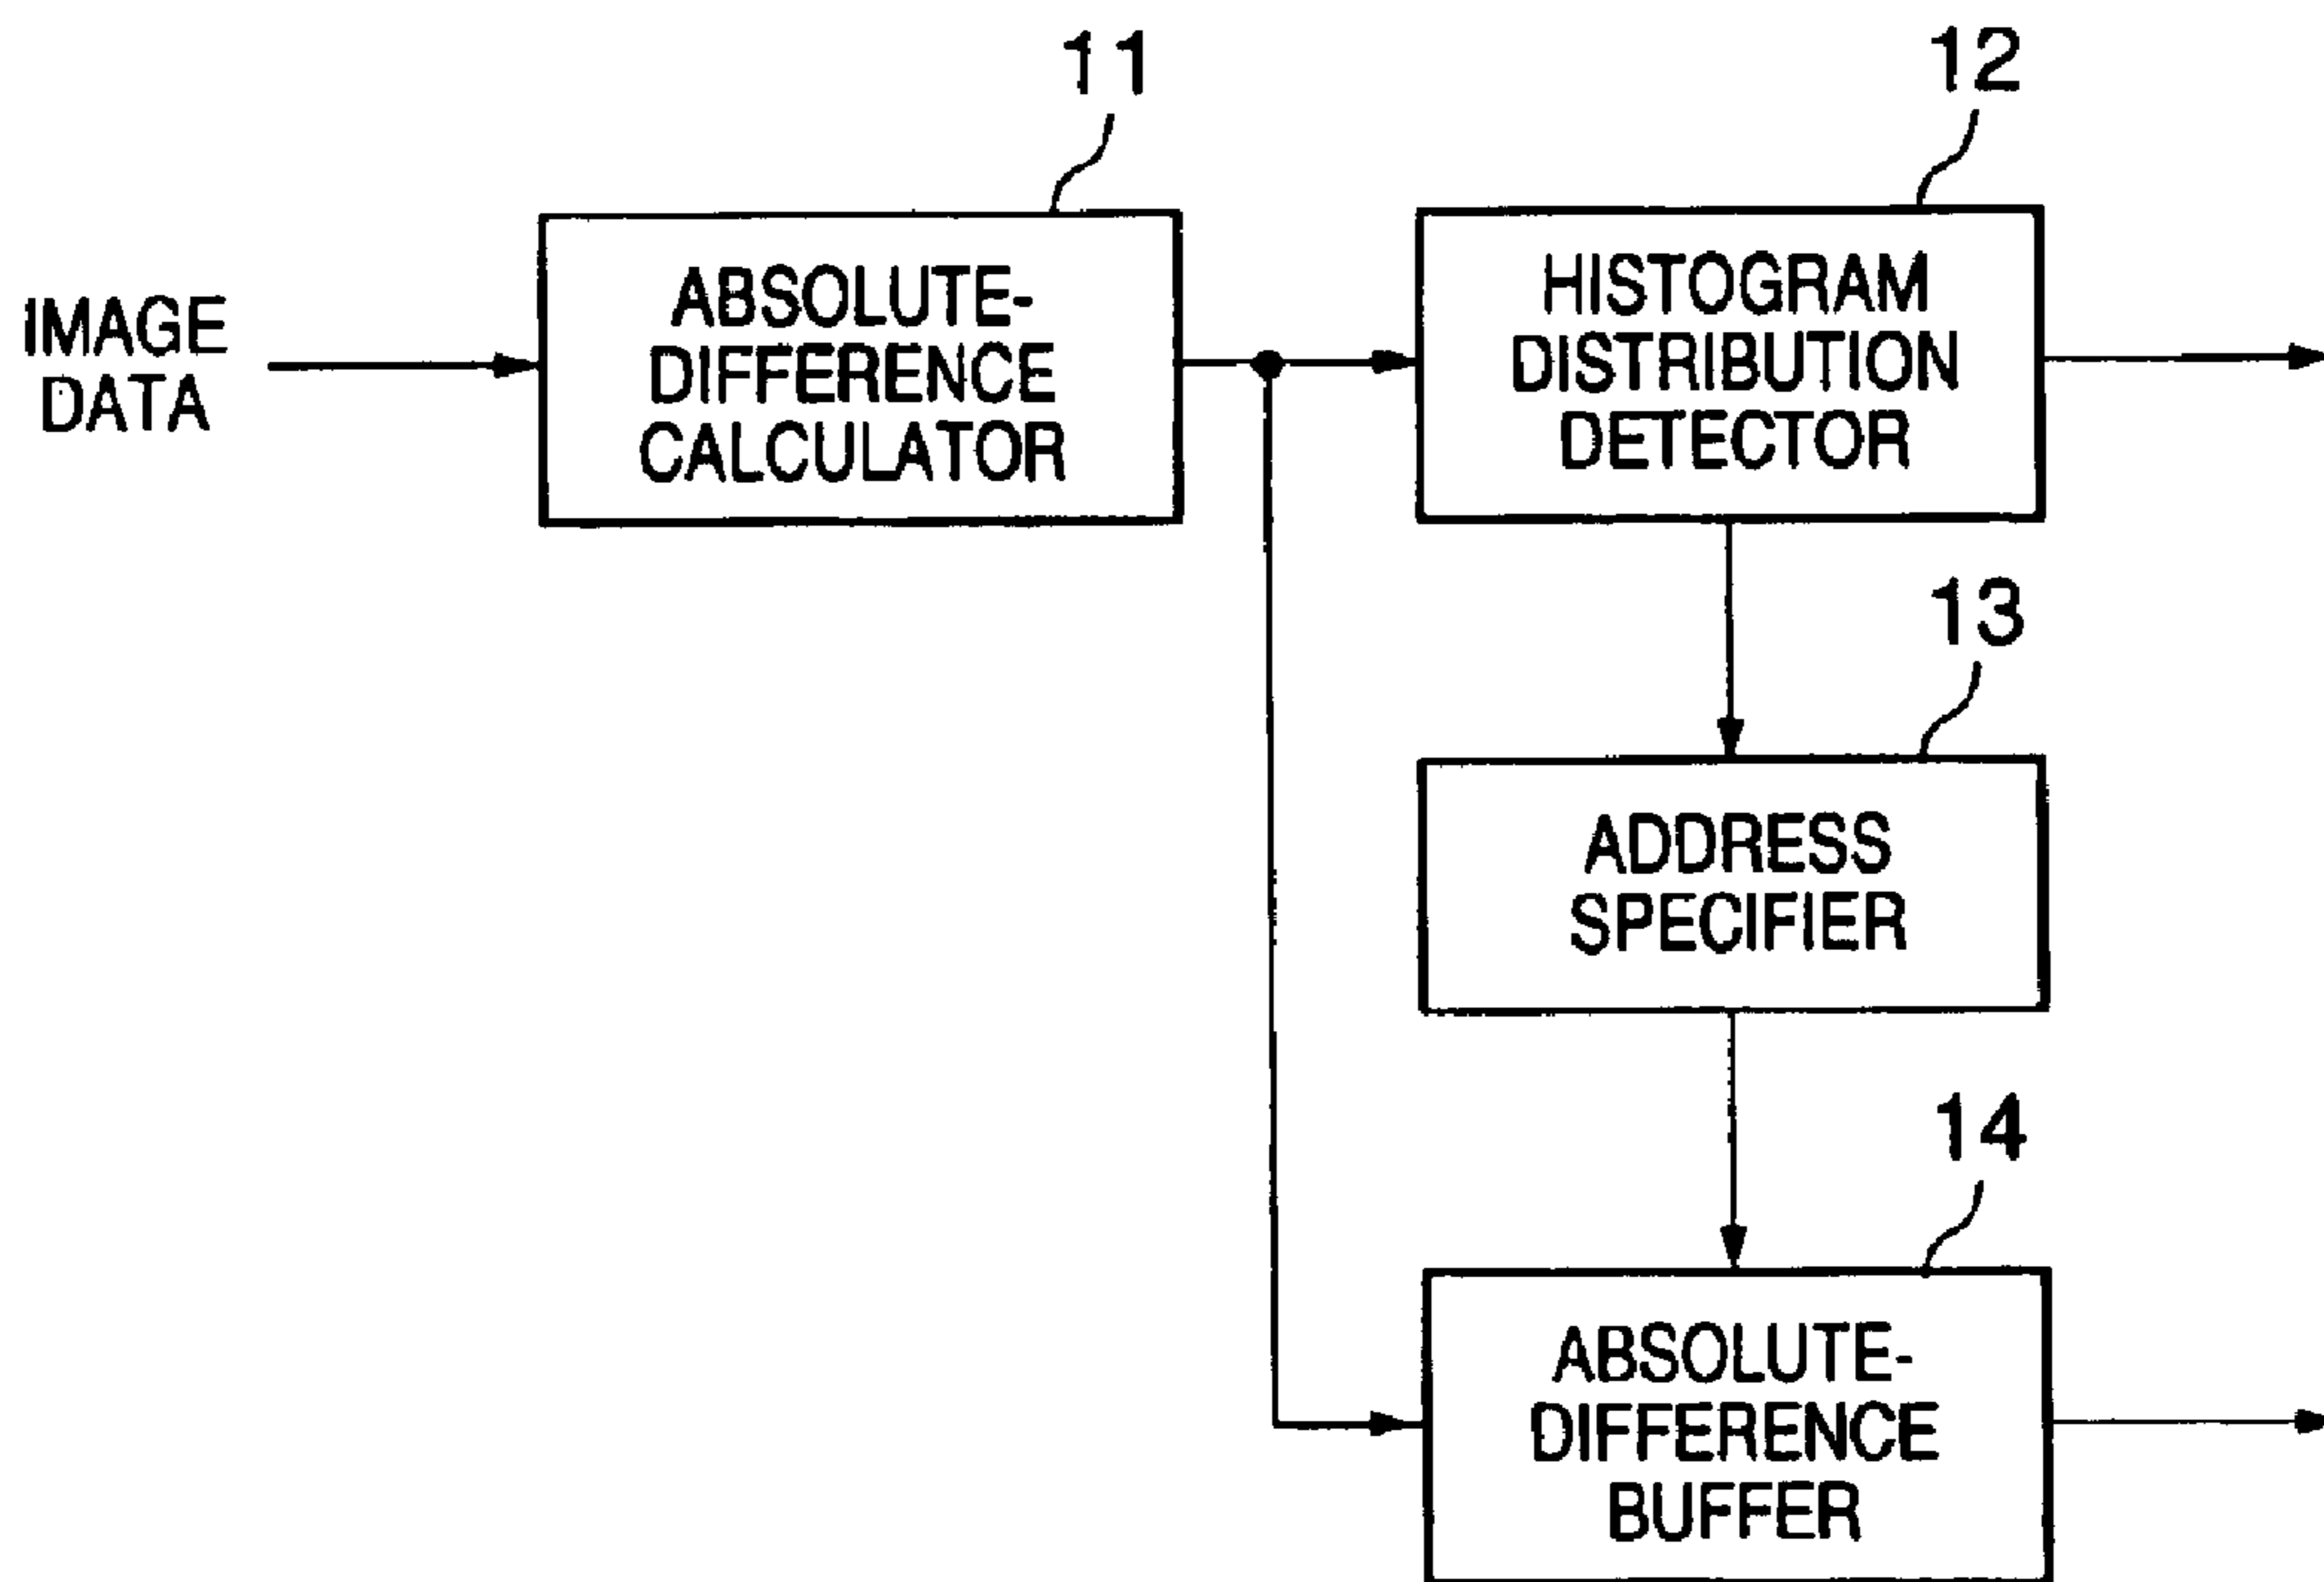 11
12
IMAGE
DATA
ABSOLUTE-
DIFFERENCE
CALCULATOR
HISTOGRAM
DISTRIBUTION
DETECTOR
13
ADDRESS
SPECIFIER
14
ABSOLUTE-
DIFFERENCE
BUFFER